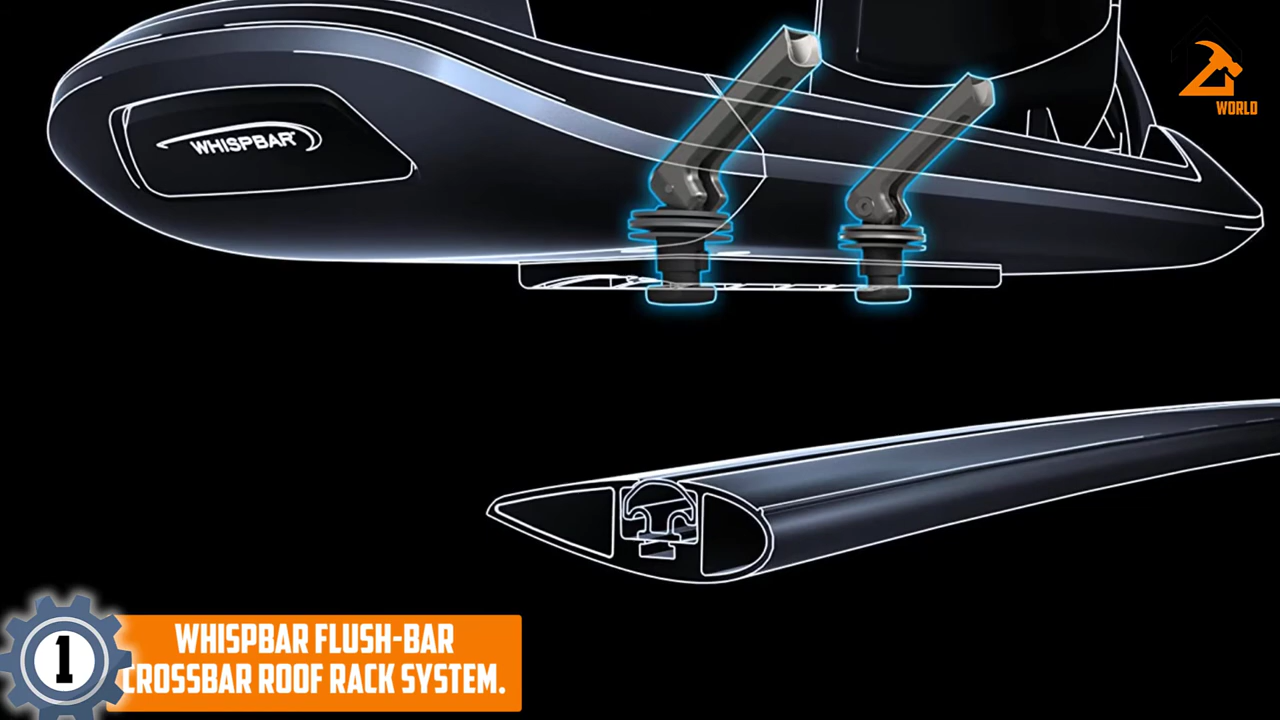 WHISPBAR
WORLD
1
WHISPBAR FLUSH-BAR
CROSSBAR ROOF RACK SYSTEM.